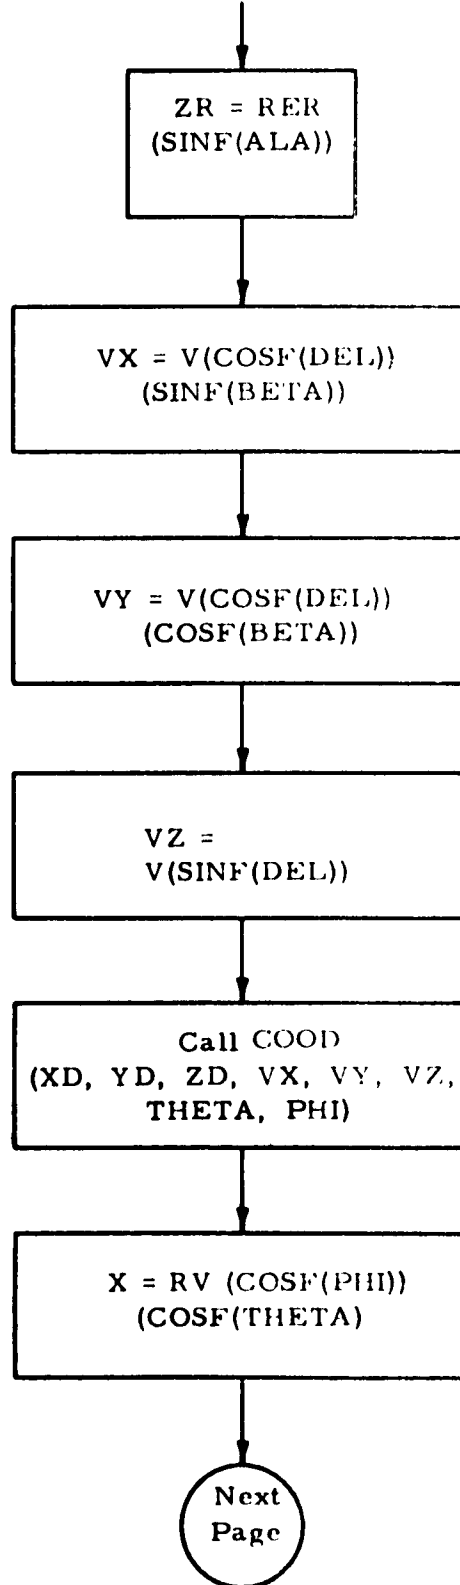 ZR = RER
(SINF(ALA))
VX = V(COSF(DEL))
(SINF(BETA))
VY = V(COSF(DEL))
(COSF(BETA))
VZ =
V(SINF(DEL))
Call COOD
(XD, YD, ZD, VX, VY, VZ,
THETA, PHI)
X = RV (COSF(PHI))
(COSF(THETA)
Next
Page